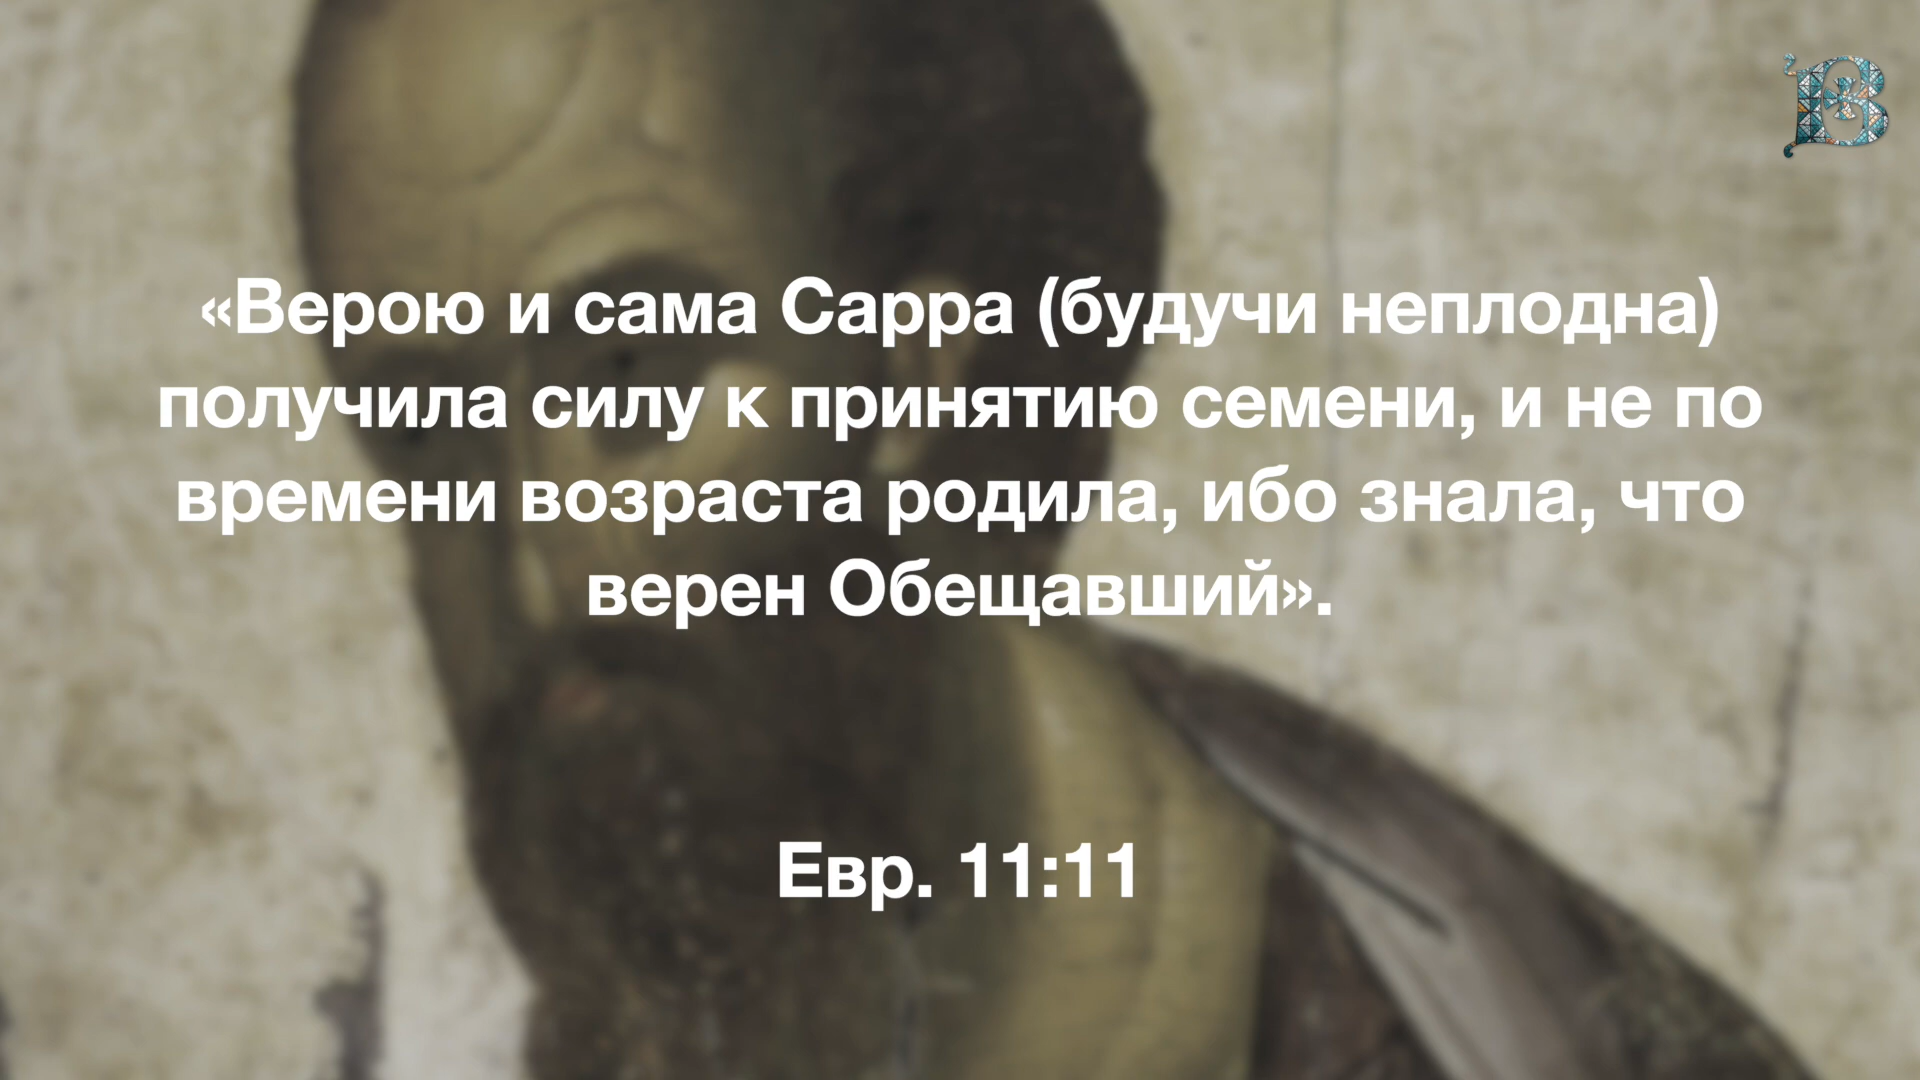 «Верою и сама Сарра (будучи неплодна)
получила силу к принятию семени, и не по
времени возраста родила, ибо знала, что
верен Обещавший».
Евр. 11:11